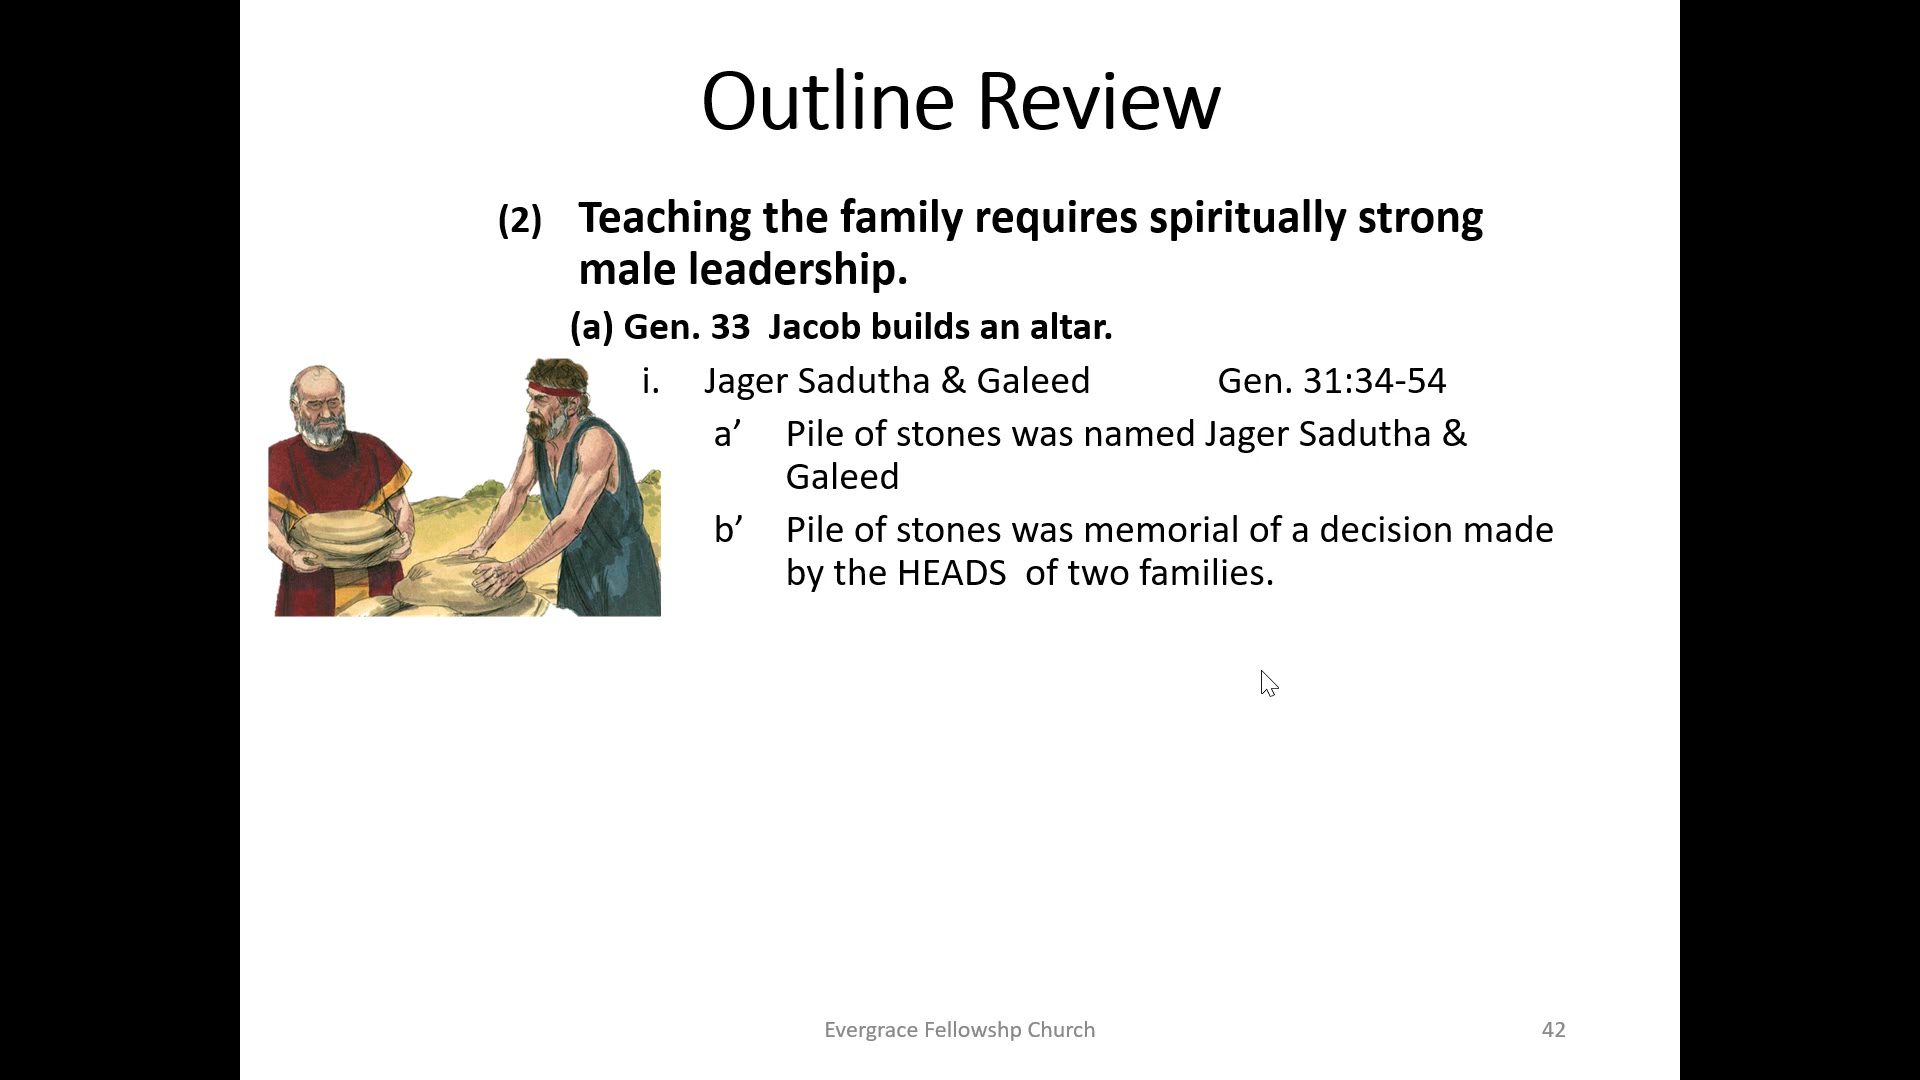 Outline Review
(2) Teaching the family requires spiritually strong
male leadership.
(a) Gen. 33 Jacob builds an altar.
i. Jager Sadutha & Galeed Gen. 31:34-54
a’ Pile of stones was named Jager Sadutha &
Galeed
b’ Pile of stones was memorial of a decision made
by the HEADS of two families.
Evergrace Fellowshp Church
42